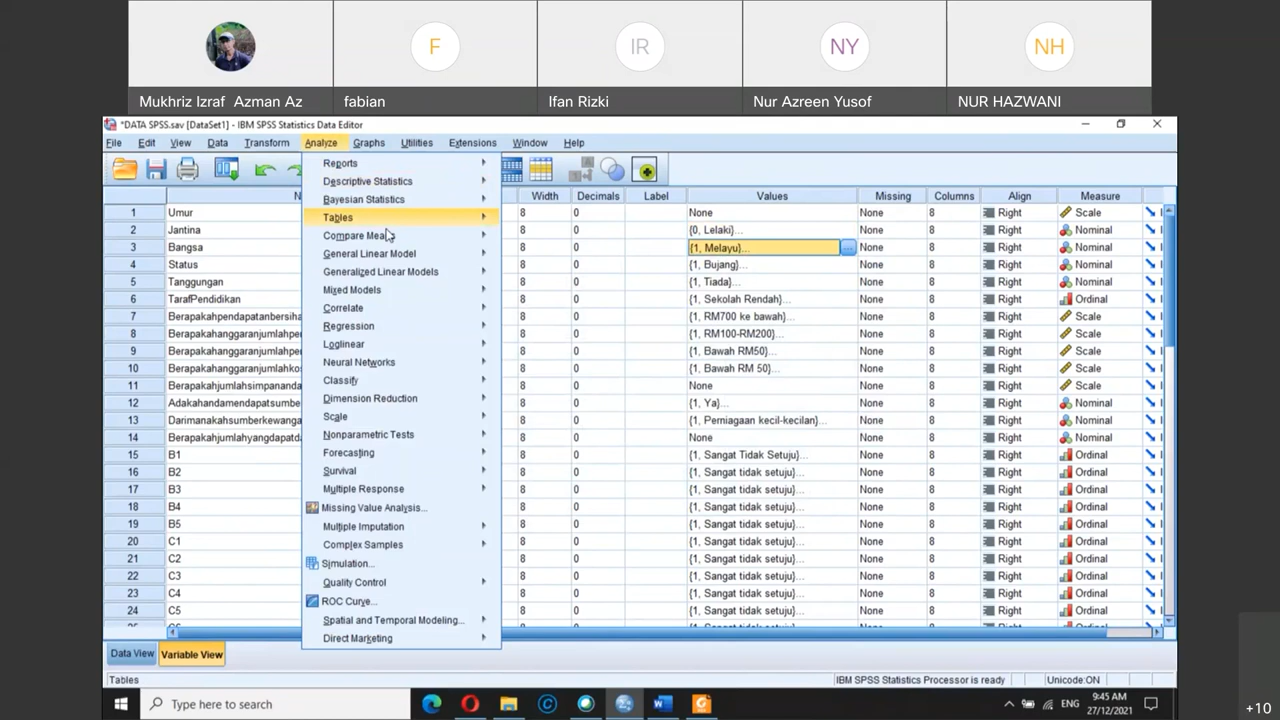 F
IR
NY
NH
Mukhriz Izraf Azman Az
fabian
Ifan Rizki
Nur Azreen Yusof
NUR HAZWANI
*DATA SPSS.sav [DataSet1] - IBM SPSS Statistics Data Editor
File Edit View Data Transform Analyze Graphs Utilities Extensions Window Help
Reports
Descriptive Statistics
Bayesian Statistics
Tables
Compare Means
General Linear Model
Generalized Linear Models
Mixed Models
Correlate
Regression
Loglinear
Neural Networks
Classify
Dimension Reduction
Scale
Nonparametric Tests
Forecasting
Survival
Multiple Response
Missing Value Analysis...
Multiple Imputation
Complex Samples
Simulation...
Quality Control
ROC Curve...
Spatial and Temporal Modeling...
Direct Marketing
N Width Decimals Label Values Missing Columns Align Measure
1 Umur 8 0 None None 8 Right Scale
2 Jantina 8 0 {0, Lelaki}... None 8 Right Nominal
3 Bangsa 8 0 {1, Melayu}... ... None 8 Right Nominal
4 Status 8 0 {1, Bujang}... None 8 Right Nominal
5 Tanggungan 8 0 {1, Tiada}... None 8 Right Nominal
6 TarafPendidikan 8 0 {1, Sekolah Rendah}... None 8 Right Ordinal
7 Berapakahpendapatanbersiha 8 0 {1, RM700 ke bawah}... None 8 Right Scale
8 Berapakahanggaranjumlahpe 8 0 {1, RM100-RM200}... None 8 Right Scale
9 Berapakahanggaranjumlahper 8 0 {1, Bawah RM50}... None 8 Right Scale
10 Berapakahanggaranjumlahkos 8 0 {1, Bawah RM 50}... None 8 Right Scale
11 Berapakahjumlahsimpananda 8 0 None None 8 Right Scale
12 Adakahandamendapatsumber 8 0 {1, Ya}... None 8 Right Nominal
13 Darimanakahsumberkewanga 8 0 {1, Perniagaan kecil-kecilan}... None 8 Right Nominal
14 Berapakahjumlahyangdapatda 8 0 None None 8 Right Nominal
15 B1 8 0 {1, Sangat Tidak Setuju}... None 8 Right Ordinal
16 B2 8 0 {1, Sangat tidak setuju}... None 8 Right Ordinal
17 B3 8 0 {1, Sangat tidak setuju}... None 8 Right Ordinal
18 B4 8 0 {1, Sangat tidak setuju}... None 8 Right Ordinal
19 B5 8 0 {1, Sangat tidak setuju}... None 8 Right Ordinal
20 C1 8 0 {1, Sangat tidak setuju}... None 8 Right Ordinal
21 C2 8 0 {1, Sangat tidak setuju}... None 8 Right Ordinal
22 C3 8 0 {1, Sangat tidak setuju}... None 8 Right Ordinal
23 C4 8 0 {1, Sangat tidak setuju}... None 8 Right Ordinal
24 C5 8 0 {1, Sangat tidak setuju}... None 8 Right Ordinal
Data View Variable View
Tables IBM SPSS Statistics Processor is ready Unicode:ON
Type here to search
ENG
9:45 AM
27/12/2021
+10